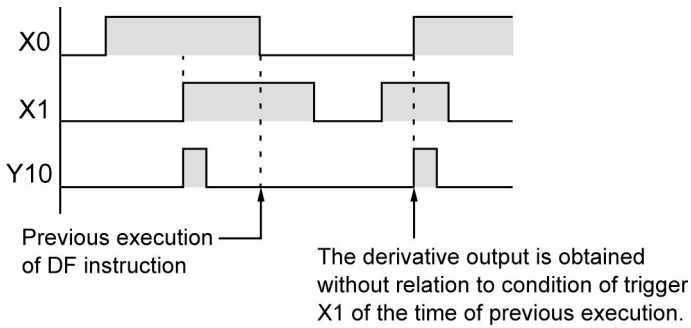 X0
X1
Y10
Previous execution
of DF instruction
The derivative output is obtained
without relation to condition of trigger
X1 of the time of previous execution.